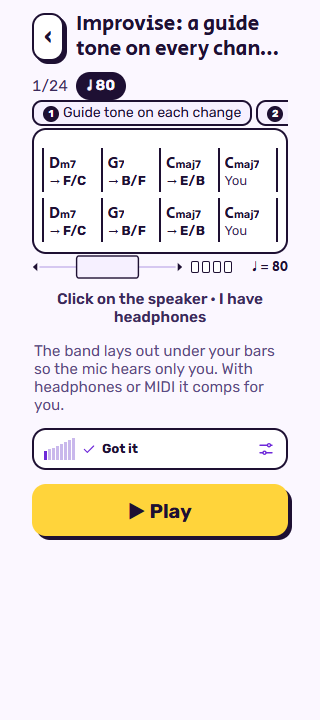 Improvise: a guide
tone on every chan...
1/24 ♩80
1 Guide tone on each change 2
Dm7 G7 Cmaj7 Cmaj7
→ F/C → B/F → E/B You
Dm7 G7 Cmaj7 Cmaj7
→ F/C → B/F → E/B You
♩ = 80
Click on the speaker • I have
headphones
The band lays out under your bars
so the mic hears only you. With
headphones or MIDI it comps for
you.
✓ Got it
▶ Play